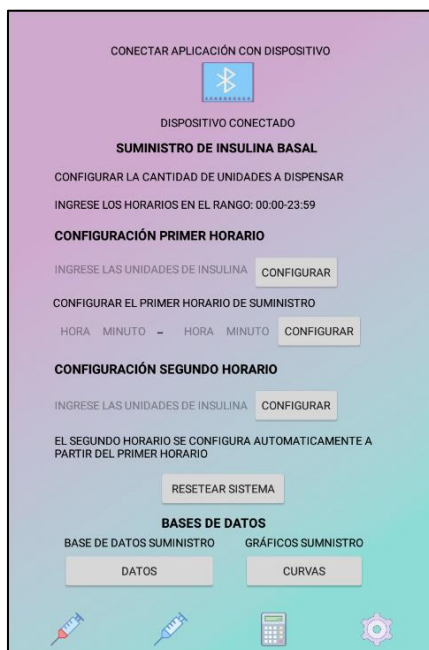 CONECTAR APLICACIÓN CON DISPOSITIVO
DISPOSITIVO CONECTADO
SUMINISTRO DE INSULINA BASAL
CONFIGURAR LA CANTIDAD DE UNIDADES A DISPENSAR
INGRESE LOS HORARIOS EN EL RANGO: 00:00-23:59
CONFIGURACIÓN PRIMER HORARIO
INGRESE LAS UNIDADES DE INSULINA CONFIGURAR
CONFIGURAR EL PRIMER HORARIO DE SUMINISTRO
HORA MINUTO – HORA MINUTO CONFIGURAR
CONFIGURACIÓN SEGUNDO HORARIO
INGRESE LAS UNIDADES DE INSULINA CONFIGURAR
EL SEGUNDO HORARIO SE CONFIGURA AUTOMATICAMENTE A
PARTIR DEL PRIMER HORARIO
RESETEAR SISTEMA
BASES DE DATOS
BASE DE DATOS SUMINISTRO GRÁFICOS SUMNISTRO
DATOS CURVAS